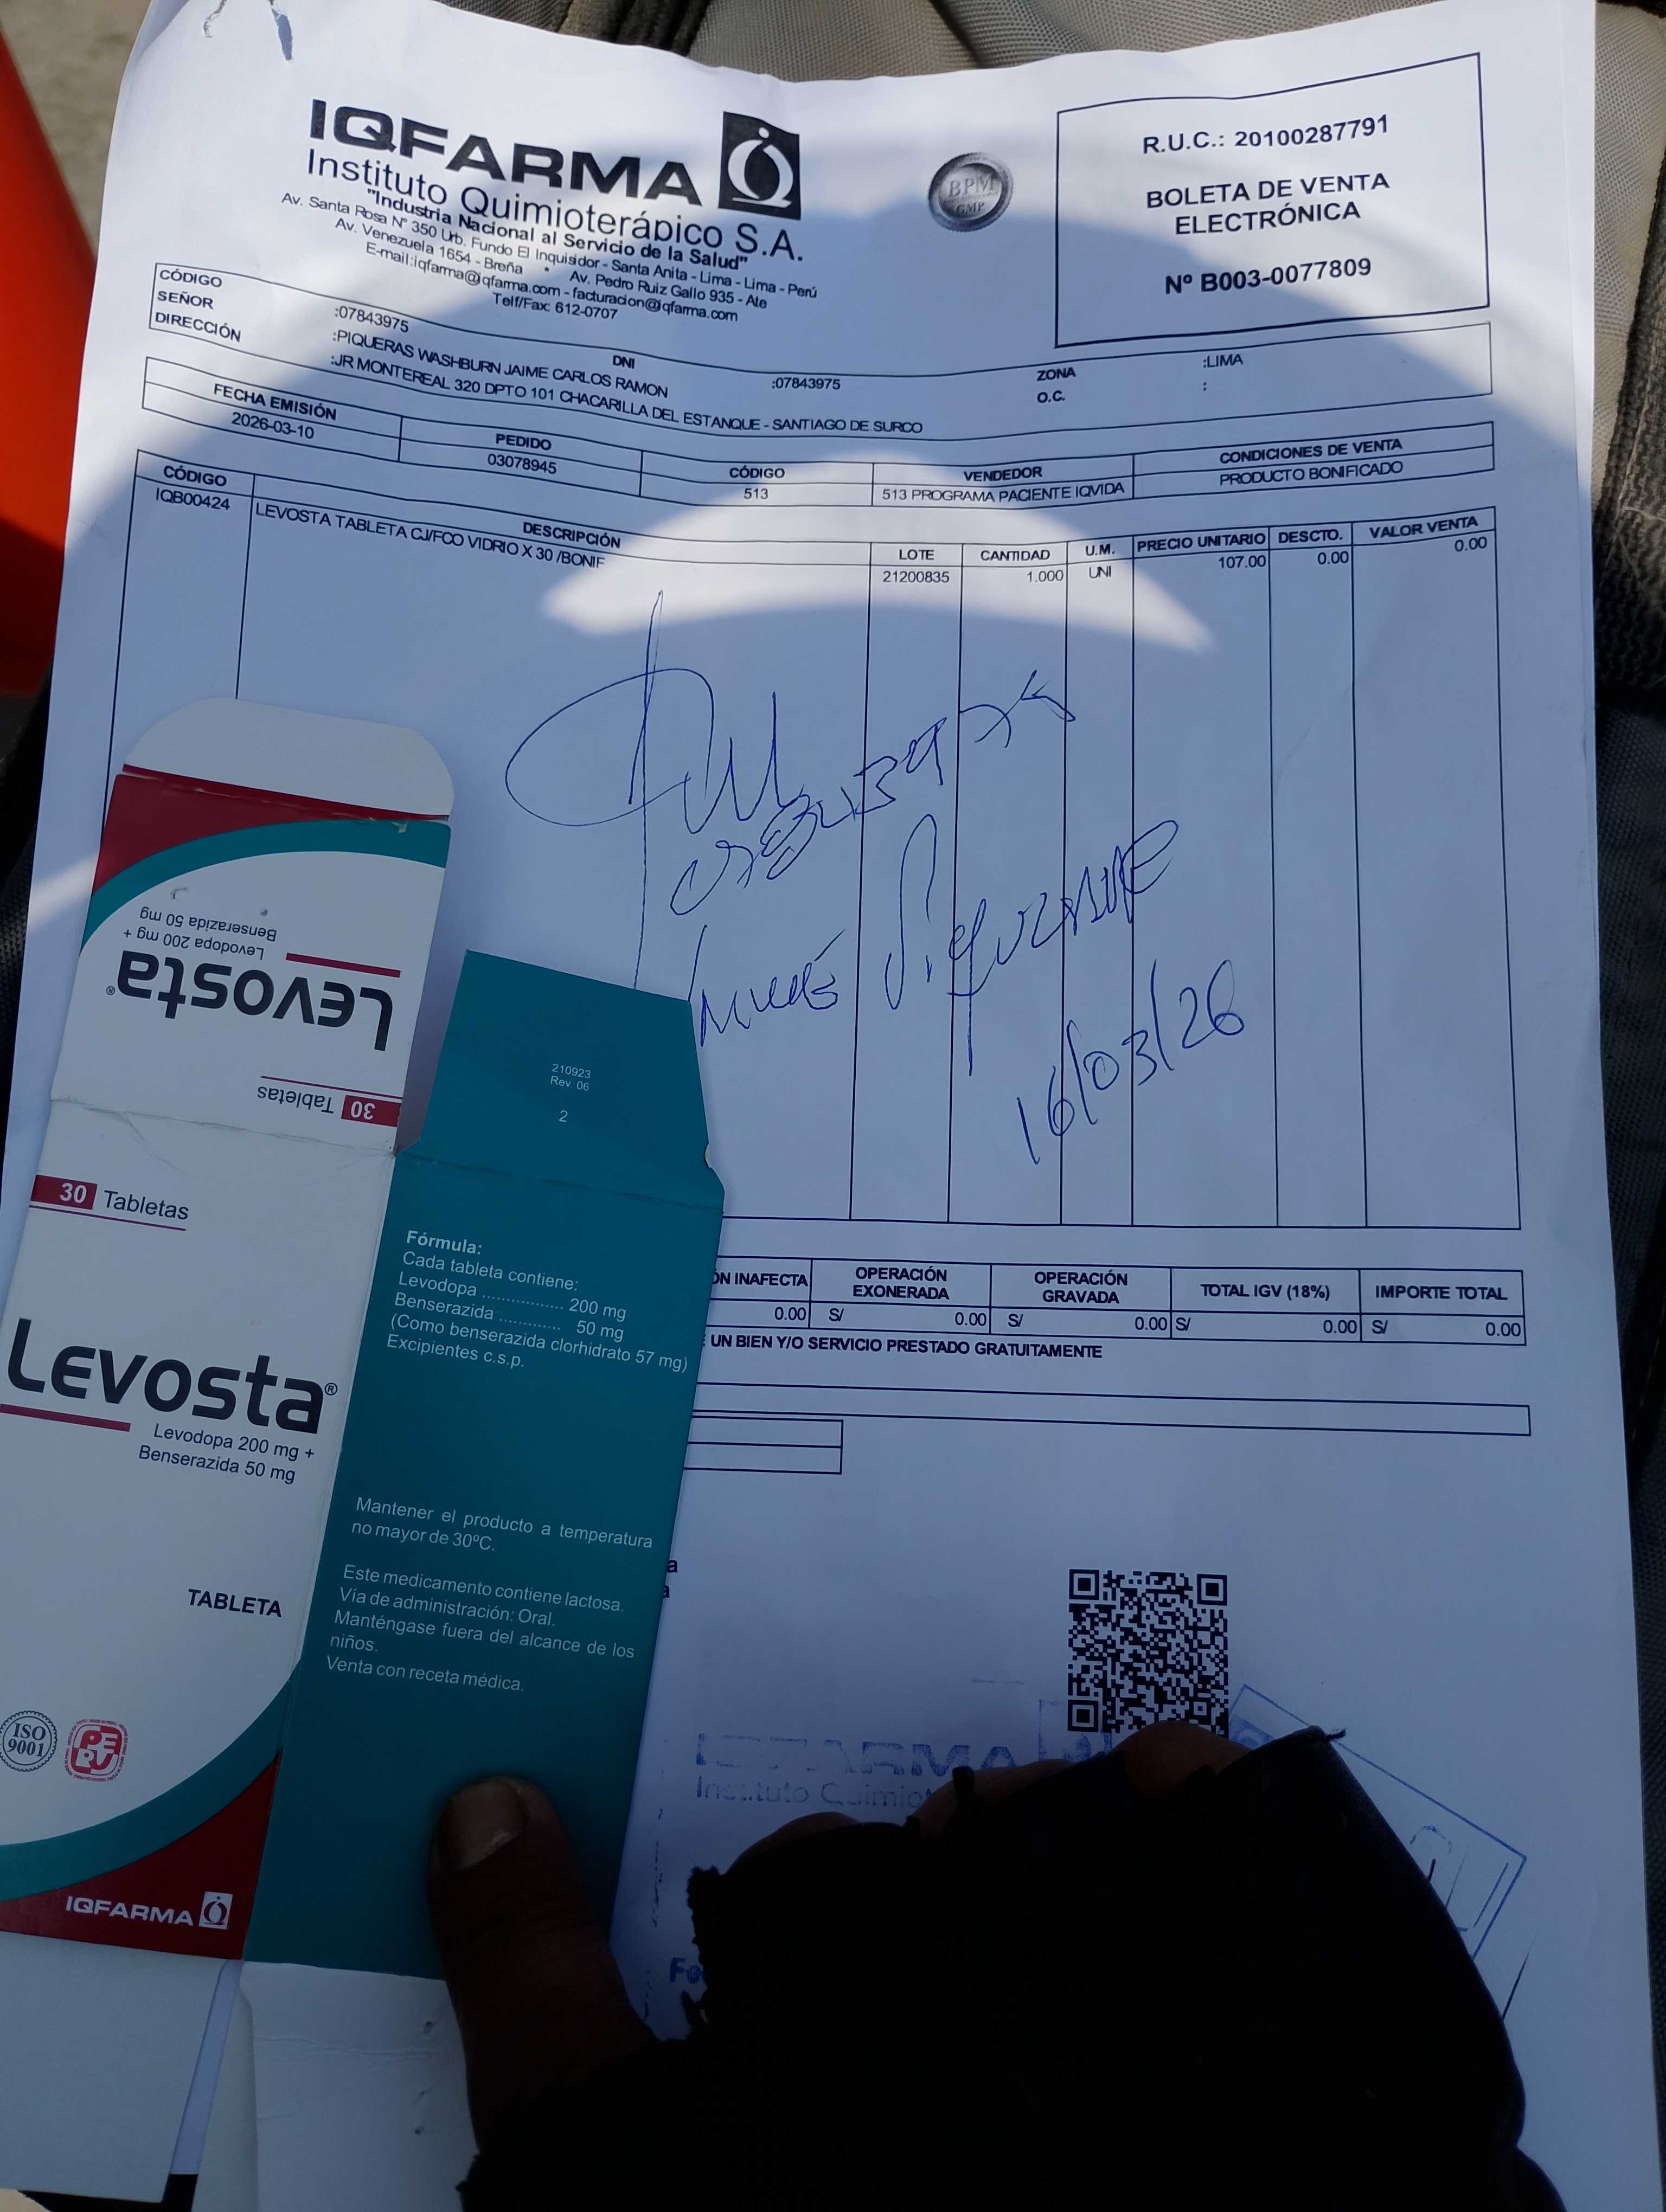 IQFARMA
Instituto Quimioterápico S.A.
"Industria Nacional al Servicio de la Salud"
Av. Santa Rosa Nº 350 Urb. Fundo El Inquisidor - Santa Anita - Lima - Lima - Perú
Av. Venezuela 1654 - Breña * Av. Pedro Ruiz Gallo 935 - Ate
E-mail:iqfarma@iqfarma.com - facturacion@iqfarma.com
Telf/Fax: 612-0707
BPM
GMP
R.U.C.: 20100287791
BOLETA DE VENTA
ELECTRÓNICA
Nº B003-0077809
CÓDIGO :07843975 DNI :07843975 ZONA :LIMA
SEÑOR :PIQUERAS WASHBURN JAIME CARLOS RAMON O.C. :
DIRECCIÓN :JR MONTEREAL 320 DPTO 101 CHACARILLA DEL ESTANQUE - SANTIAGO DE SURCO
FECHA EMISIÓN PEDIDO CÓDIGO VENDEDOR CONDICIONES DE VENTA
2026-03-10 03078945 513 513 PROGRAMA PACIENTE IQVIDA PRODUCTO BONIFICADO
CÓDIGO DESCRIPCIÓN LOTE CANTIDAD U.M. PRECIO UNITARIO DESCTO. VALOR VENTA
IQB00424 LEVOSTA TABLETA CJ/FCO VIDRIO X 30 /BONIF 21200835 1.000 UNI 107.00 0.00 0.00
16/03/26
ÓN INAFECTA OPERACIÓN EXONERADA OPERACIÓN GRAVADA TOTAL IGV (18%) IMPORTE TOTAL
0.00 S/ 0.00 S/ 0.00 S/ 0.00 S/ 0.00
UN BIEN Y/O SERVICIO PRESTADO GRATUITAMENTE
IQFARMA
Levosta®
Levodopa 200 mg +
Benserazida 50 mg
30 Tabletas
30 Tabletas
Levosta®
Levodopa 200 mg +
Benserazida 50 mg
TABLETA
ISO
9001
PERU
IQFARMA
210923
Rev. 06
2
Fórmula:
Cada tableta contiene:
Levodopa ................ 200 mg
Benserazida ............ 50 mg
(Como benserazida clorhidrato 57 mg)
Excipientes c.s.p.
Mantener el producto a temperatura
no mayor de 30ºC.
Este medicamento contiene lactosa.
Vía de administración: Oral.
Manténgase fuera del alcance de los
niños.
Venta con receta médica.